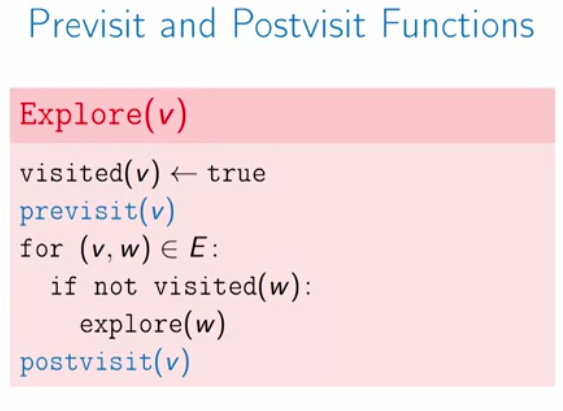 Previsit and Postvisit Functions
Explore(v)
visited(v) ← true
previsit(v)
for (v, w) ∈ E:
if not visited(w):
explore(w)
postvisit(v)